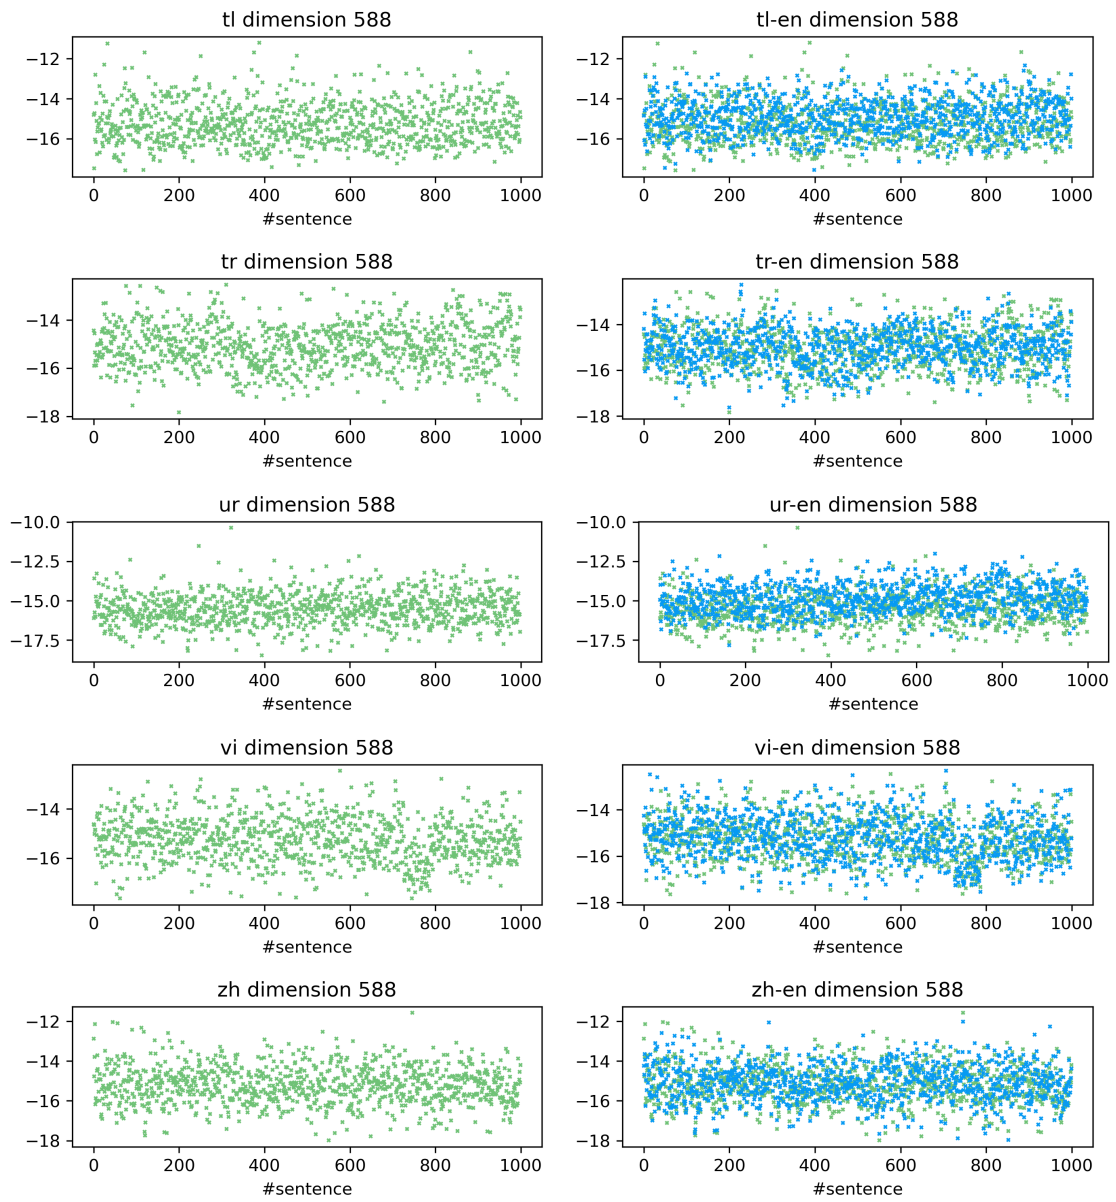 tl dimension 588
tl-en dimension 588
−12
−14
−16
0 200 400 600 800 1000
#sentence
−12
−14
−16
0 200 400 600 800 1000
#sentence
tr dimension 588
tr-en dimension 588
−14
−16
−18
0 200 400 600 800 1000
#sentence
−14
−16
−18
0 200 400 600 800 1000
#sentence
ur dimension 588
ur-en dimension 588
−10.0
−12.5
−15.0
−17.5
0 200 400 600 800 1000
#sentence
−10.0
−12.5
−15.0
−17.5
0 200 400 600 800 1000
#sentence
vi dimension 588
vi-en dimension 588
−14
−16
0 200 400 600 800 1000
#sentence
−14
−16
−18
0 200 400 600 800 1000
#sentence
zh dimension 588
zh-en dimension 588
−12
−14
−16
−18
0 200 400 600 800 1000
#sentence
−12
−14
−16
−18
0 200 400 600 800 1000
#sentence